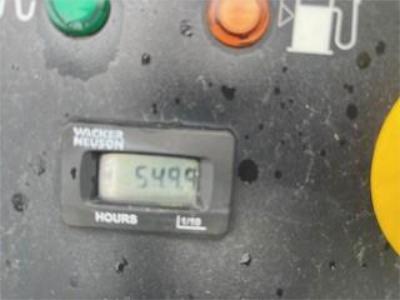 WACKER
NEUSON
549.9
HOURS
1/10